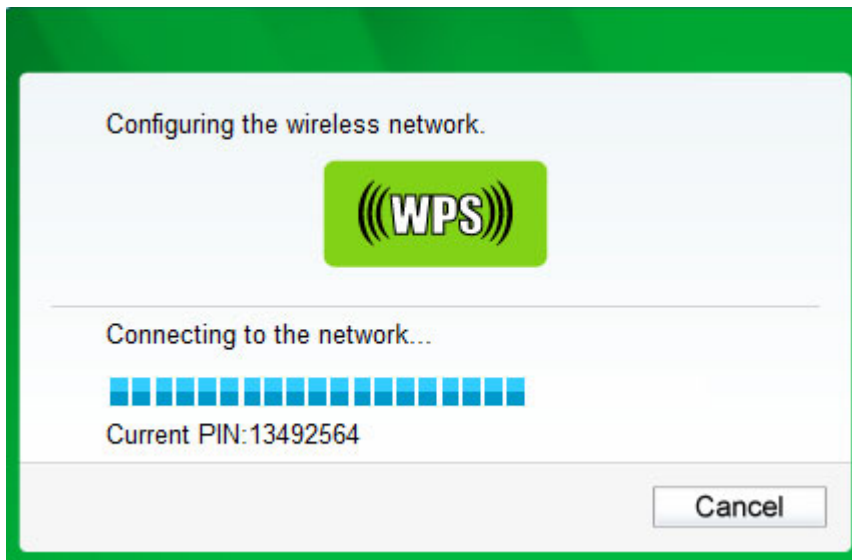 Configuring the wireless network.
WPS
Connecting to the network...
Current PIN:13492564
Cancel